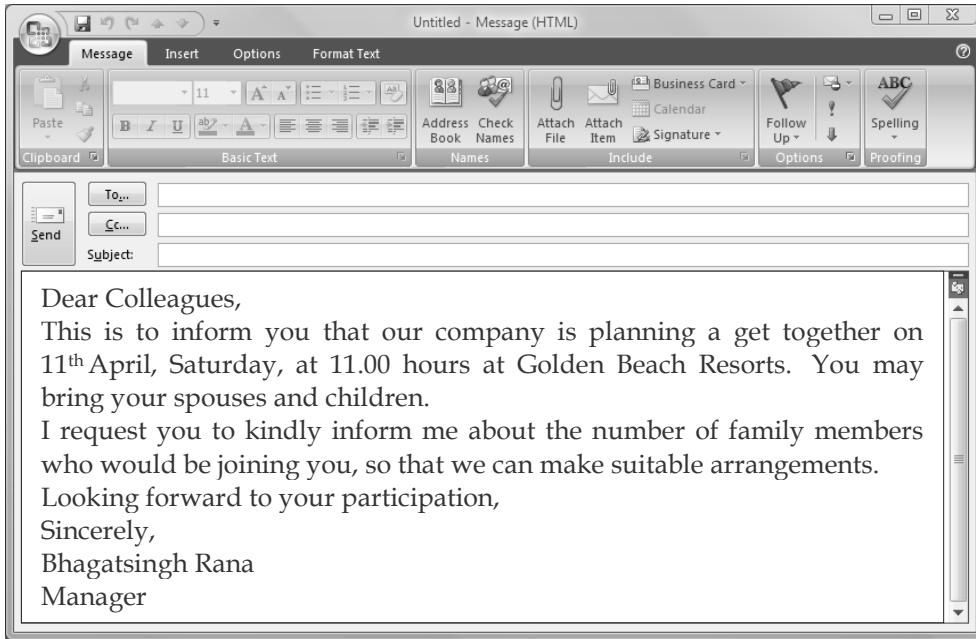 Untitled - Message (HTML)
Message Insert Options Format Text
Paste
Clipboard
11
B I U
Basic Text
Address Book
Check Names
Names
Attach File
Attach Item
Business Card
Calendar
Signature
Include
Follow Up
Options
ABC
Spelling
Proofing
Send
To...
Cc...
Subject:
Dear Colleagues,
This is to inform you that our company is planning a get together on
11th April, Saturday, at 11.00 hours at Golden Beach Resorts. You may
bring your spouses and children.
I request you to kindly inform me about the number of family members
who would be joining you, so that we can make suitable arrangements.
Looking forward to your participation,
Sincerely,
Bhagatsingh Rana
Manager